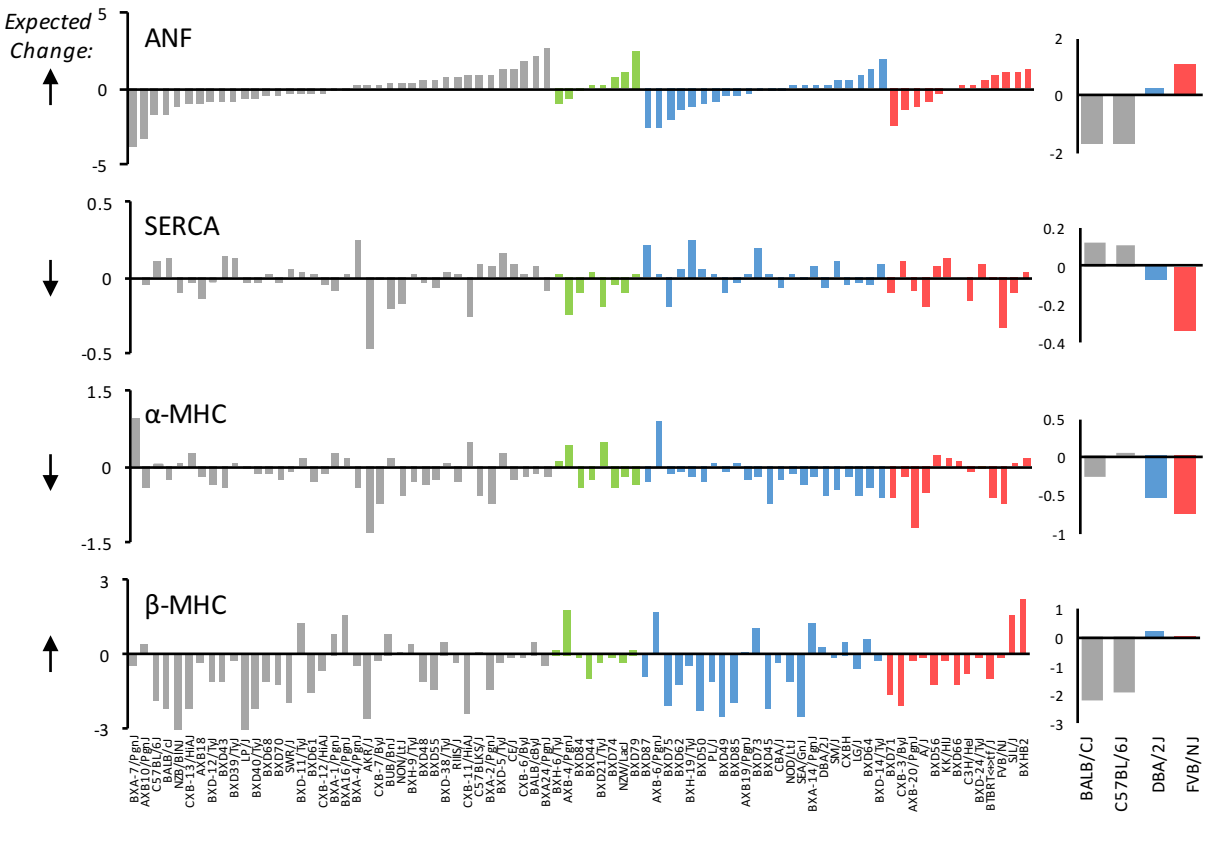 Expected
Change:
ANF
5
0
-5
2
0
-2
SERCA
0.5
0
-0.5
0.2
0
-0.2
-0.4
α-MHC
1.5
0
-1.5
0.5
0
-0.5
-1
β-MHC
3
0
-3
1
0
-1
-2
-3
BXA-7/PgnJ
AXB10/PgnJ
C57BL/6J
BALB/cJ
NZB/BlNJ
CXB-13/HiAJ
AXB18
BXD-12/TyJ
BXD43
BXD39/TyJ
LP/J
BXD40/TyJ
BXD68
BXD70
SWR/J
BXD-11/TyJ
BXD61
CXB-12/HiAJ
BXA-1/PgnJ
BXA16/PgnJ
BXA-4/PgnJ
AKR/J
CXB-7/ByJ
BUB/BnJ
NON/LtJ
BXH-9/TyJ
BXD48
BXD55
BXD-38/TyJ
RIIIS/J
CXB-11/HiAJ
C57BLKS/J
BXA-2/PgnJ
BXD-5/TyJ
CE/J
CXB-6/ByJ
BALB/cByJ
BXA24/PgnJ
BXH-6/TyJ
AXB-4/PgnJ
BXD84
BXD44
BXD21/TyJ
BXD74
NZW/LacJ
BXD79
BXD87
AXB-6/PgnJ
BXD75
BXD62
BXH-19/TyJ
BXD50
PL/J
BXD49
BXD85
AXB19/PgnJ
BXD73
BXD45
CBA/J
NOD/LtJ
SEA/GnJ
BXA-14/PgnJ
DBA/2J
SM/J
CXBH
LG/J
BXD64
BXD-14/TyJ
BXD71
CXB-3/ByJ
AXB-20/PgnJ
A/J
BXD56
KK/HlJ
BXD66
C3H/HeJ
BXD-24/TyJ
BTBR T<+>tf/J
FVB/NJ
SJL/J
BXHB2
BALB/CJ
C57BL/6J
DBA/2J
FVB/NJ